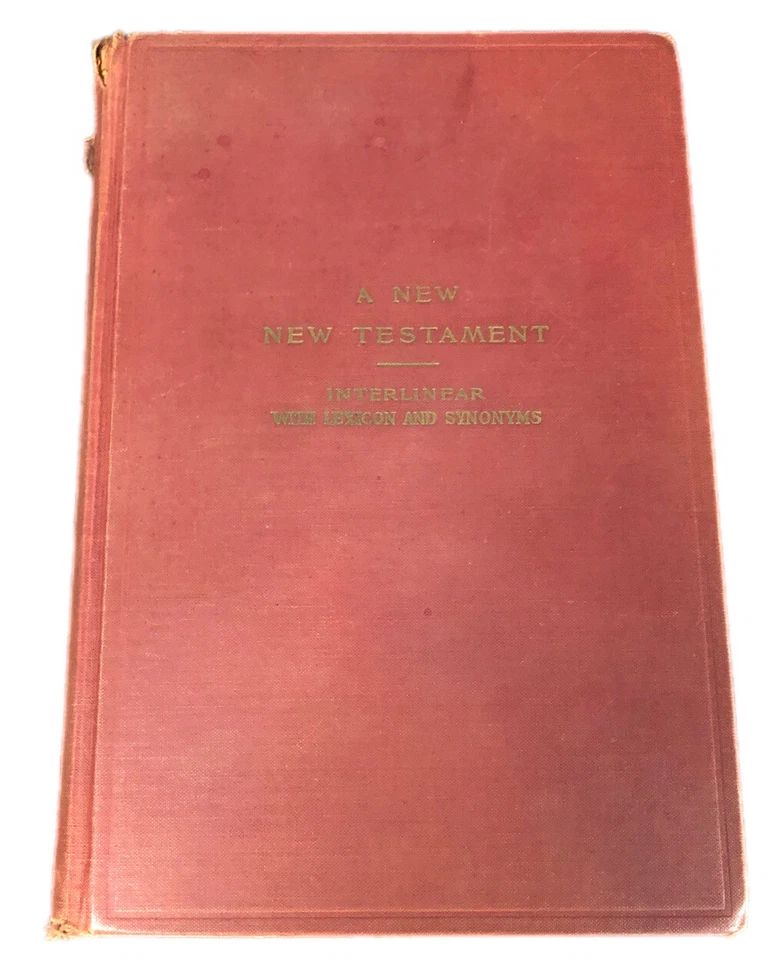 A NEW
NEW TESTAMENT
INTERLINEAR
WITH LEXICON AND SYNONYMS